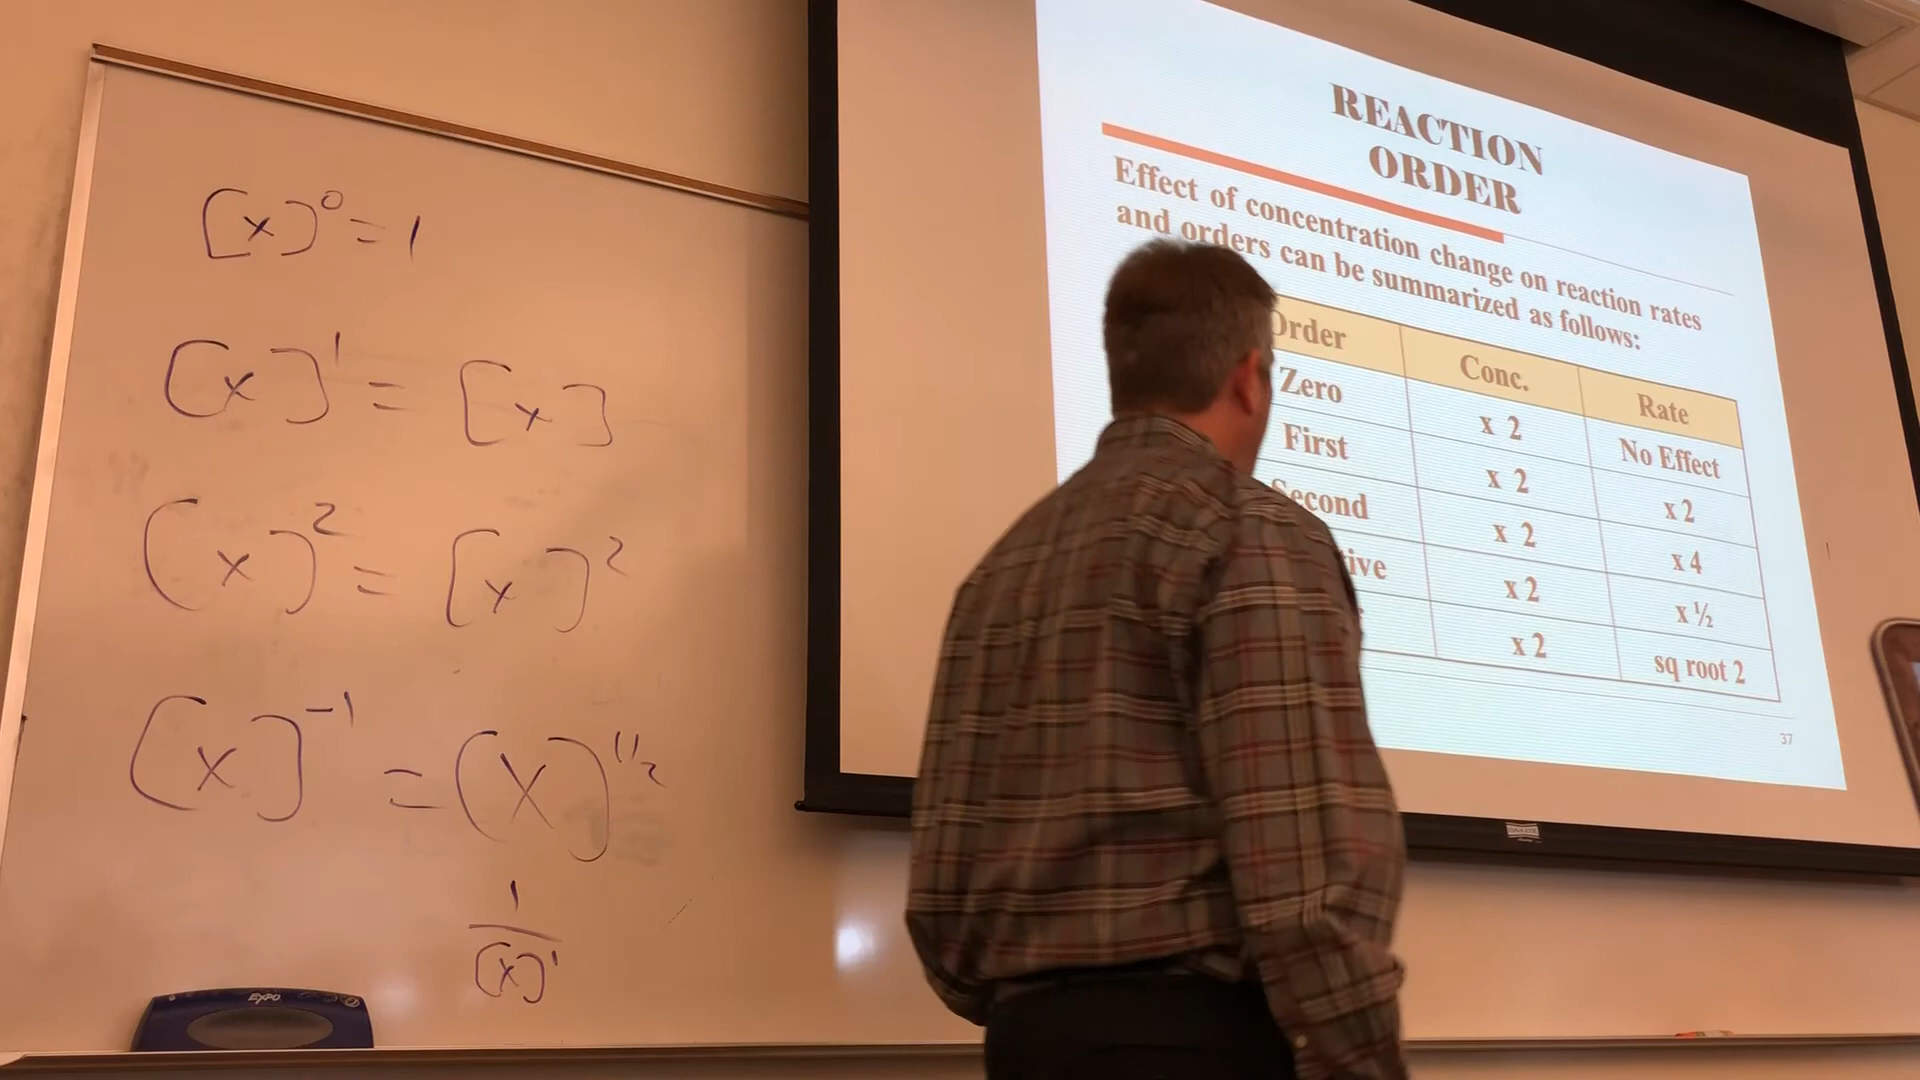 [x]⁰ = 1
[x]¹ = [x]
(x)² = [x]²
[x]⁻¹ = (x)^1/2
1
(x)¹
EXPO
REACTION
ORDER
Effect of concentration change on reaction rates
and orders can be summarized as follows:
Order Conc. Rate
Zero x 2 No Effect
First x 2 x 2
Second x 2 x 4
tive x 2 x ½
x 2 sq root 2
37